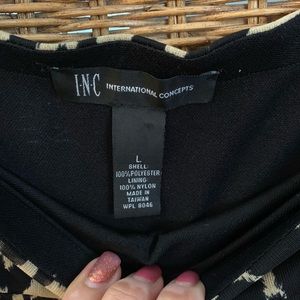 I·N·C INTERNATIONAL CONCEPTS
L
SHELL:
100%POLYESTER
LINING:
100% NYLON
MADE IN
TAIWAN
WPL 8046